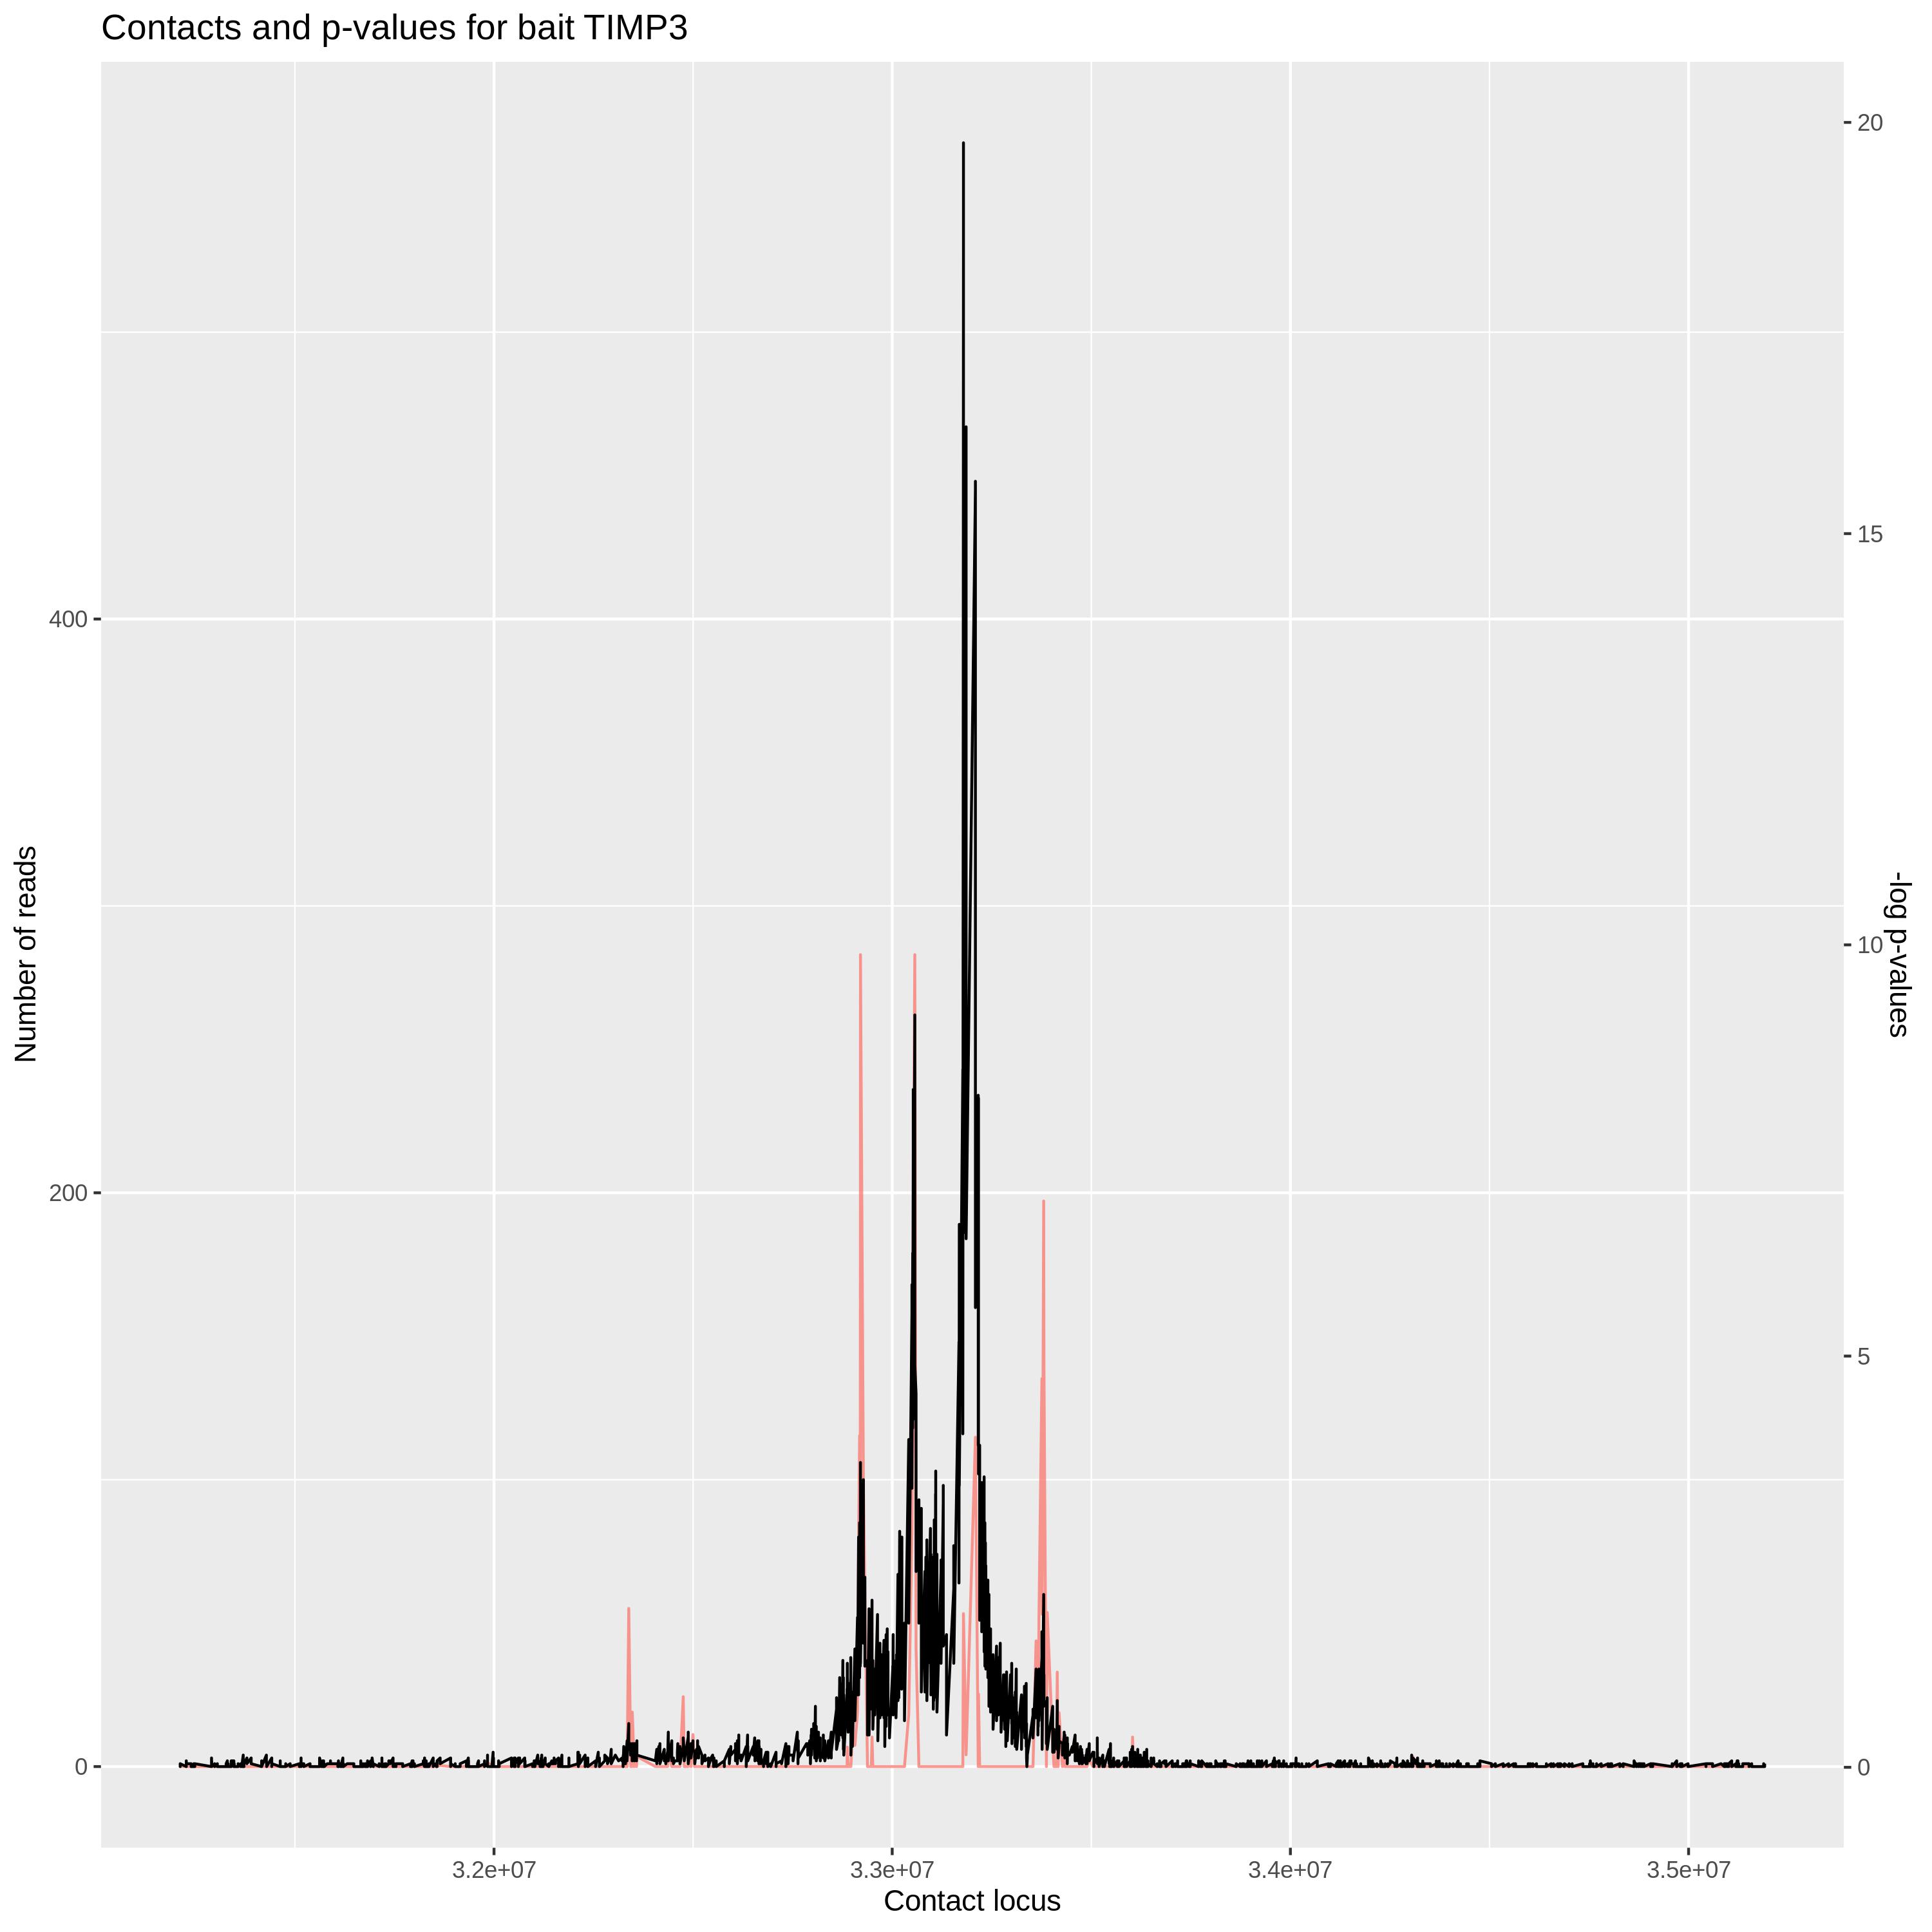 Contacts and p-values for bait TIMP3
20
15
400
Number of reads
-log p-values
10
200
5
0
0
3.2e+07
3.3e+07
3.4e+07
3.5e+07
Contact locus